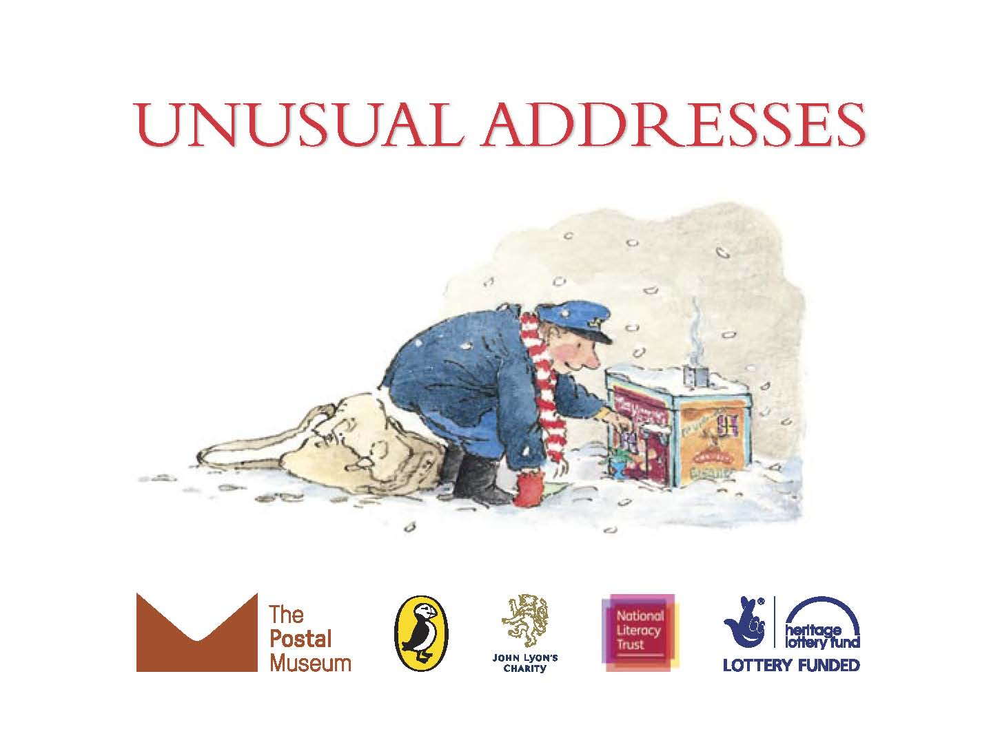 UNUSUAL ADDRESSES
The
Postal
Museum
JOHN LYON'S
CHARITY
National
Literacy
Trust
®
heritage
lottery fund
LOTTERY FUNDED